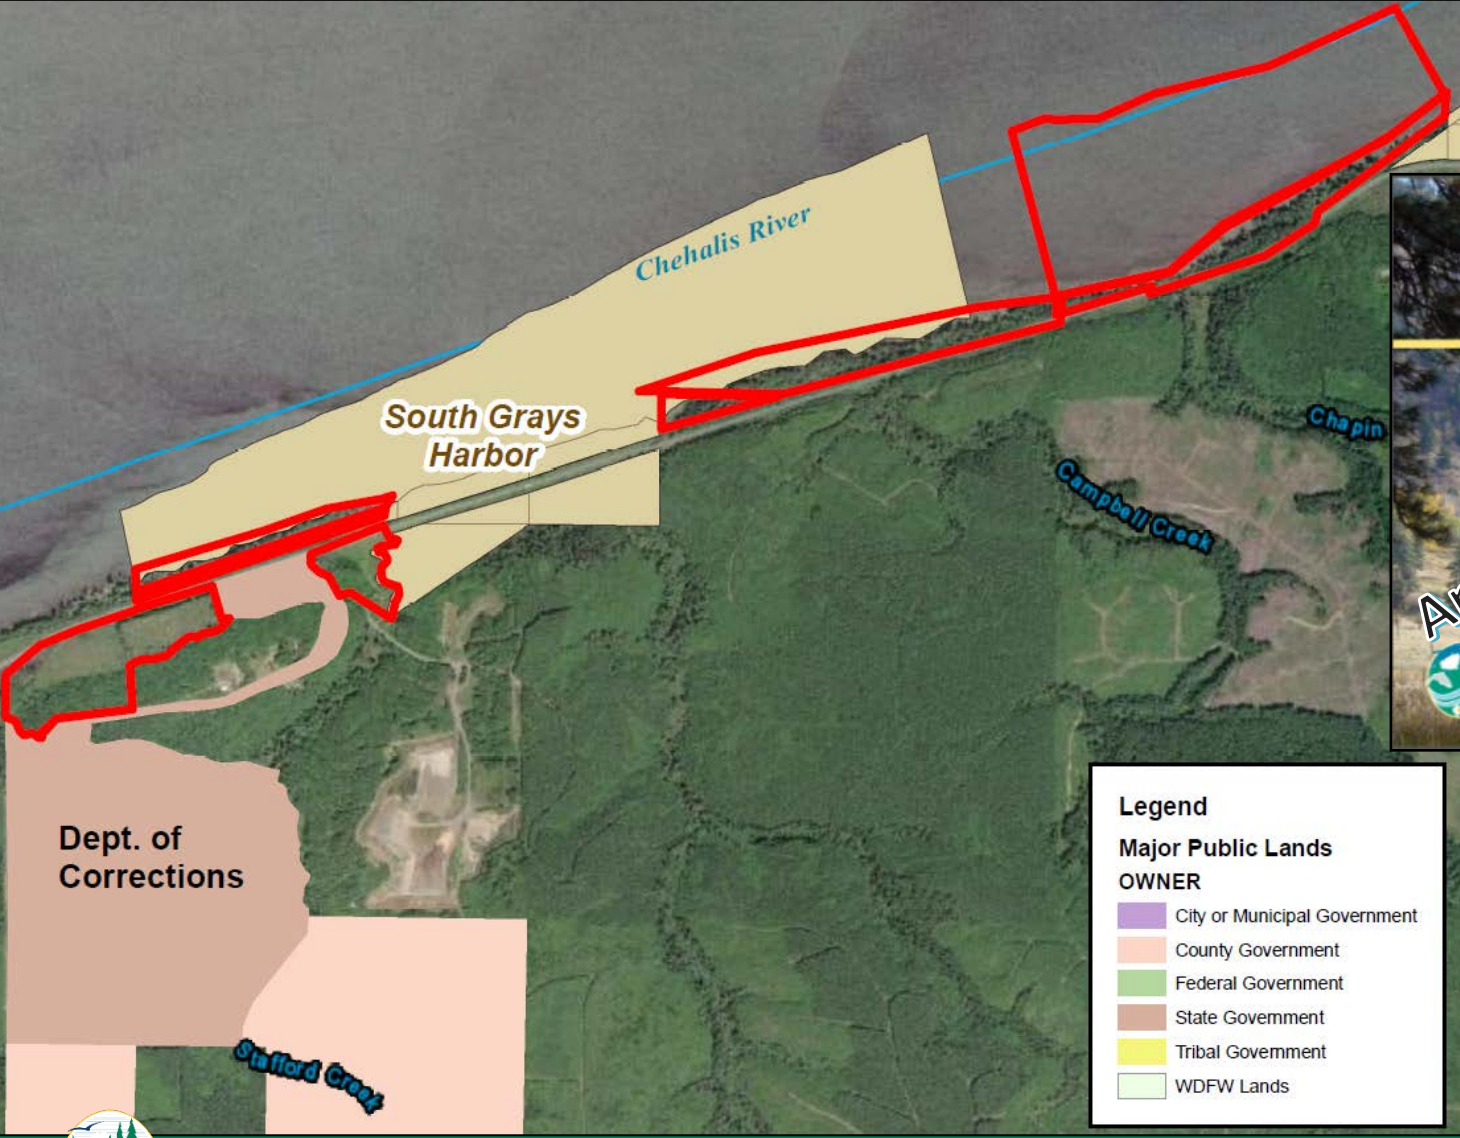 Chehalis River
South Grays
Harbor
Chapin
Campbell Creek
Dept. of
Corrections
Stafford Creek
Legend
Major Public Lands
OWNER
City or Municipal Government
County Government
Federal Government
State Government
Tribal Government
WDFW Lands